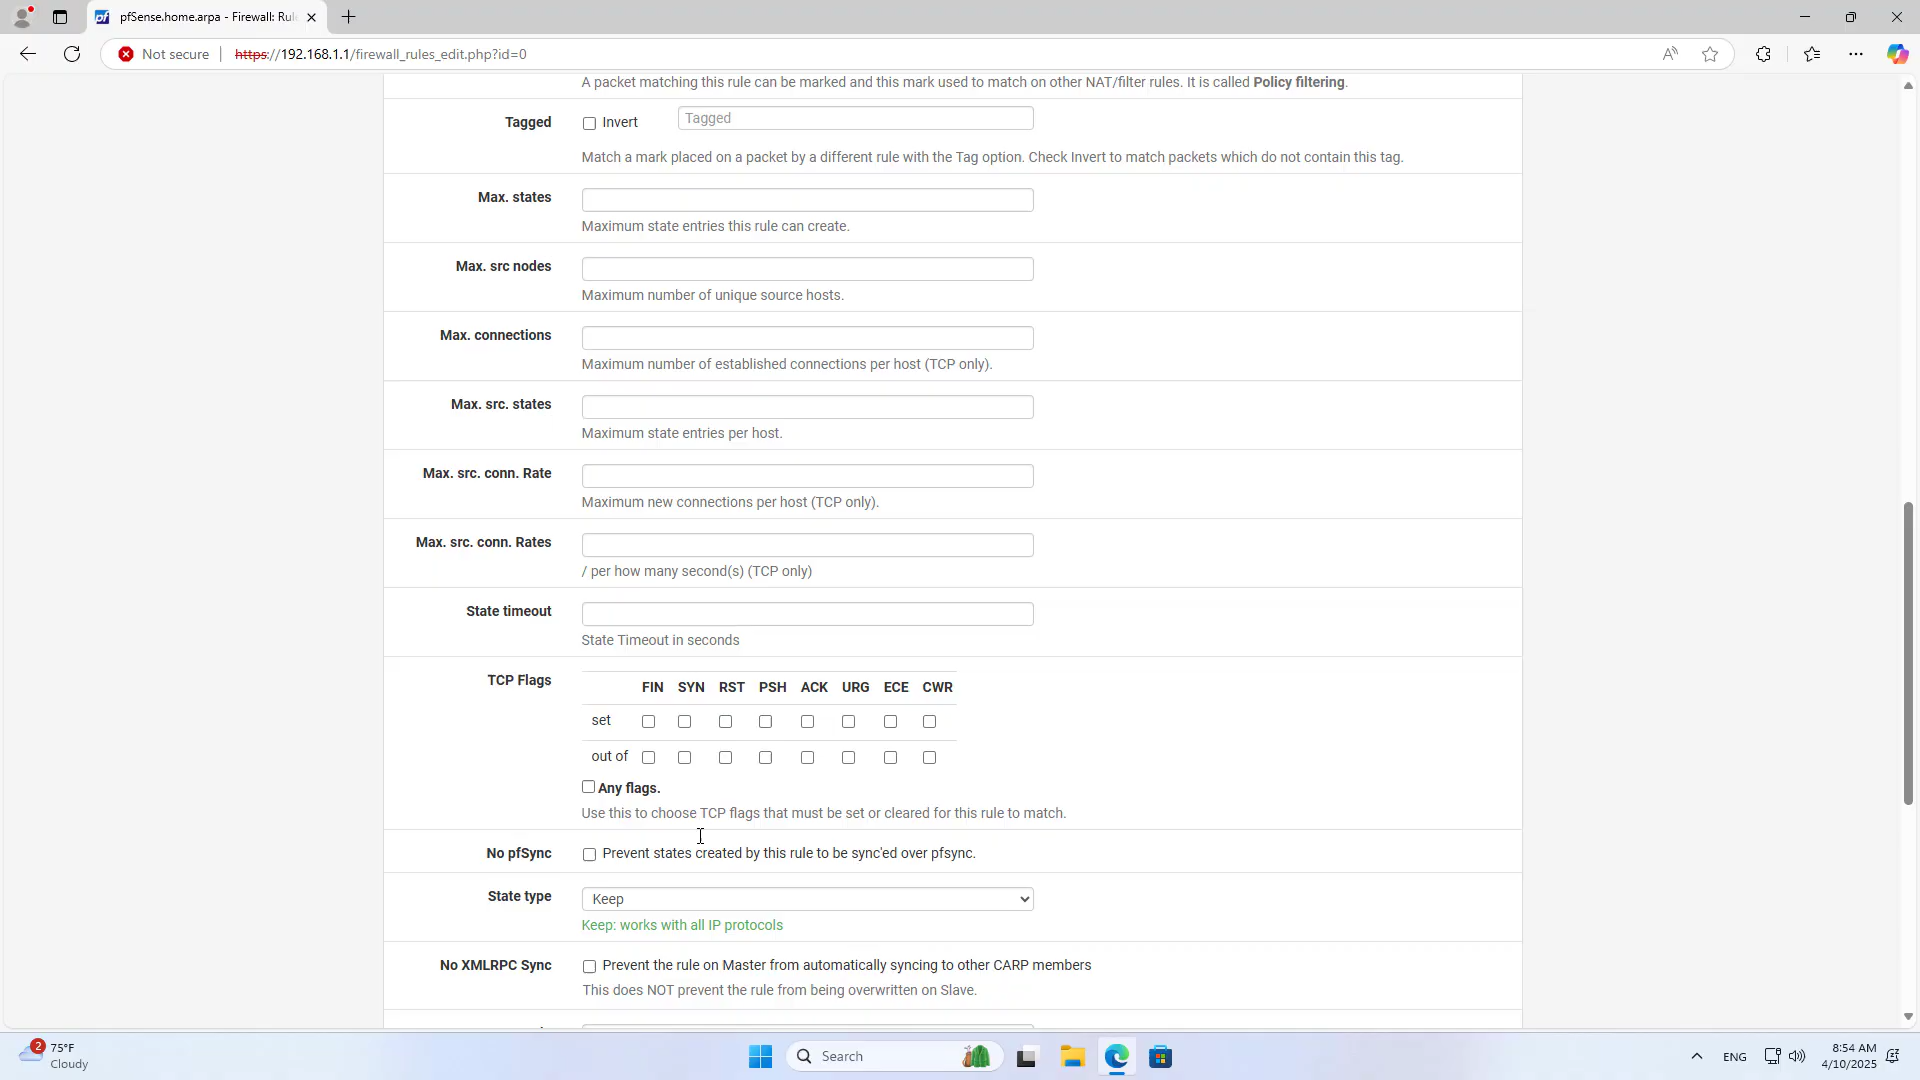 pfSense.home.arpa - Firewall: Rul
Not secure
https://192.168.1.1/firewall_rules_edit.php?id=0
A packet matching this rule can be marked and this mark used to match on other NAT/filter rules. It is called Policy filtering.
Tagged
Invert
Tagged
Match a mark placed on a packet by a different rule with the Tag option. Check Invert to match packets which do not contain this tag.
Max. states
Maximum state entries this rule can create.
Max. src nodes
Maximum number of unique source hosts.
Max. connections
Maximum number of established connections per host (TCP only).
Max. src. states
Maximum state entries per host.
Max. src. conn. Rate
Maximum new connections per host (TCP only).
Max. src. conn. Rates
/ per how many second(s) (TCP only)
State timeout
State Timeout in seconds
TCP Flags
FIN SYN RST PSH ACK URG ECE CWR
set
out of
Any flags.
Use this to choose TCP flags that must be set or cleared for this rule to match.
No pfSync
Prevent states created by this rule to be sync'ed over pfsync.
State type
Keep
Keep: works with all IP protocols
No XMLRPC Sync
Prevent the rule on Master from automatically syncing to other CARP members
This does NOT prevent the rule from being overwritten on Slave.
2
75°F
Cloudy
Search
ENG
8:54 AM
4/10/2025